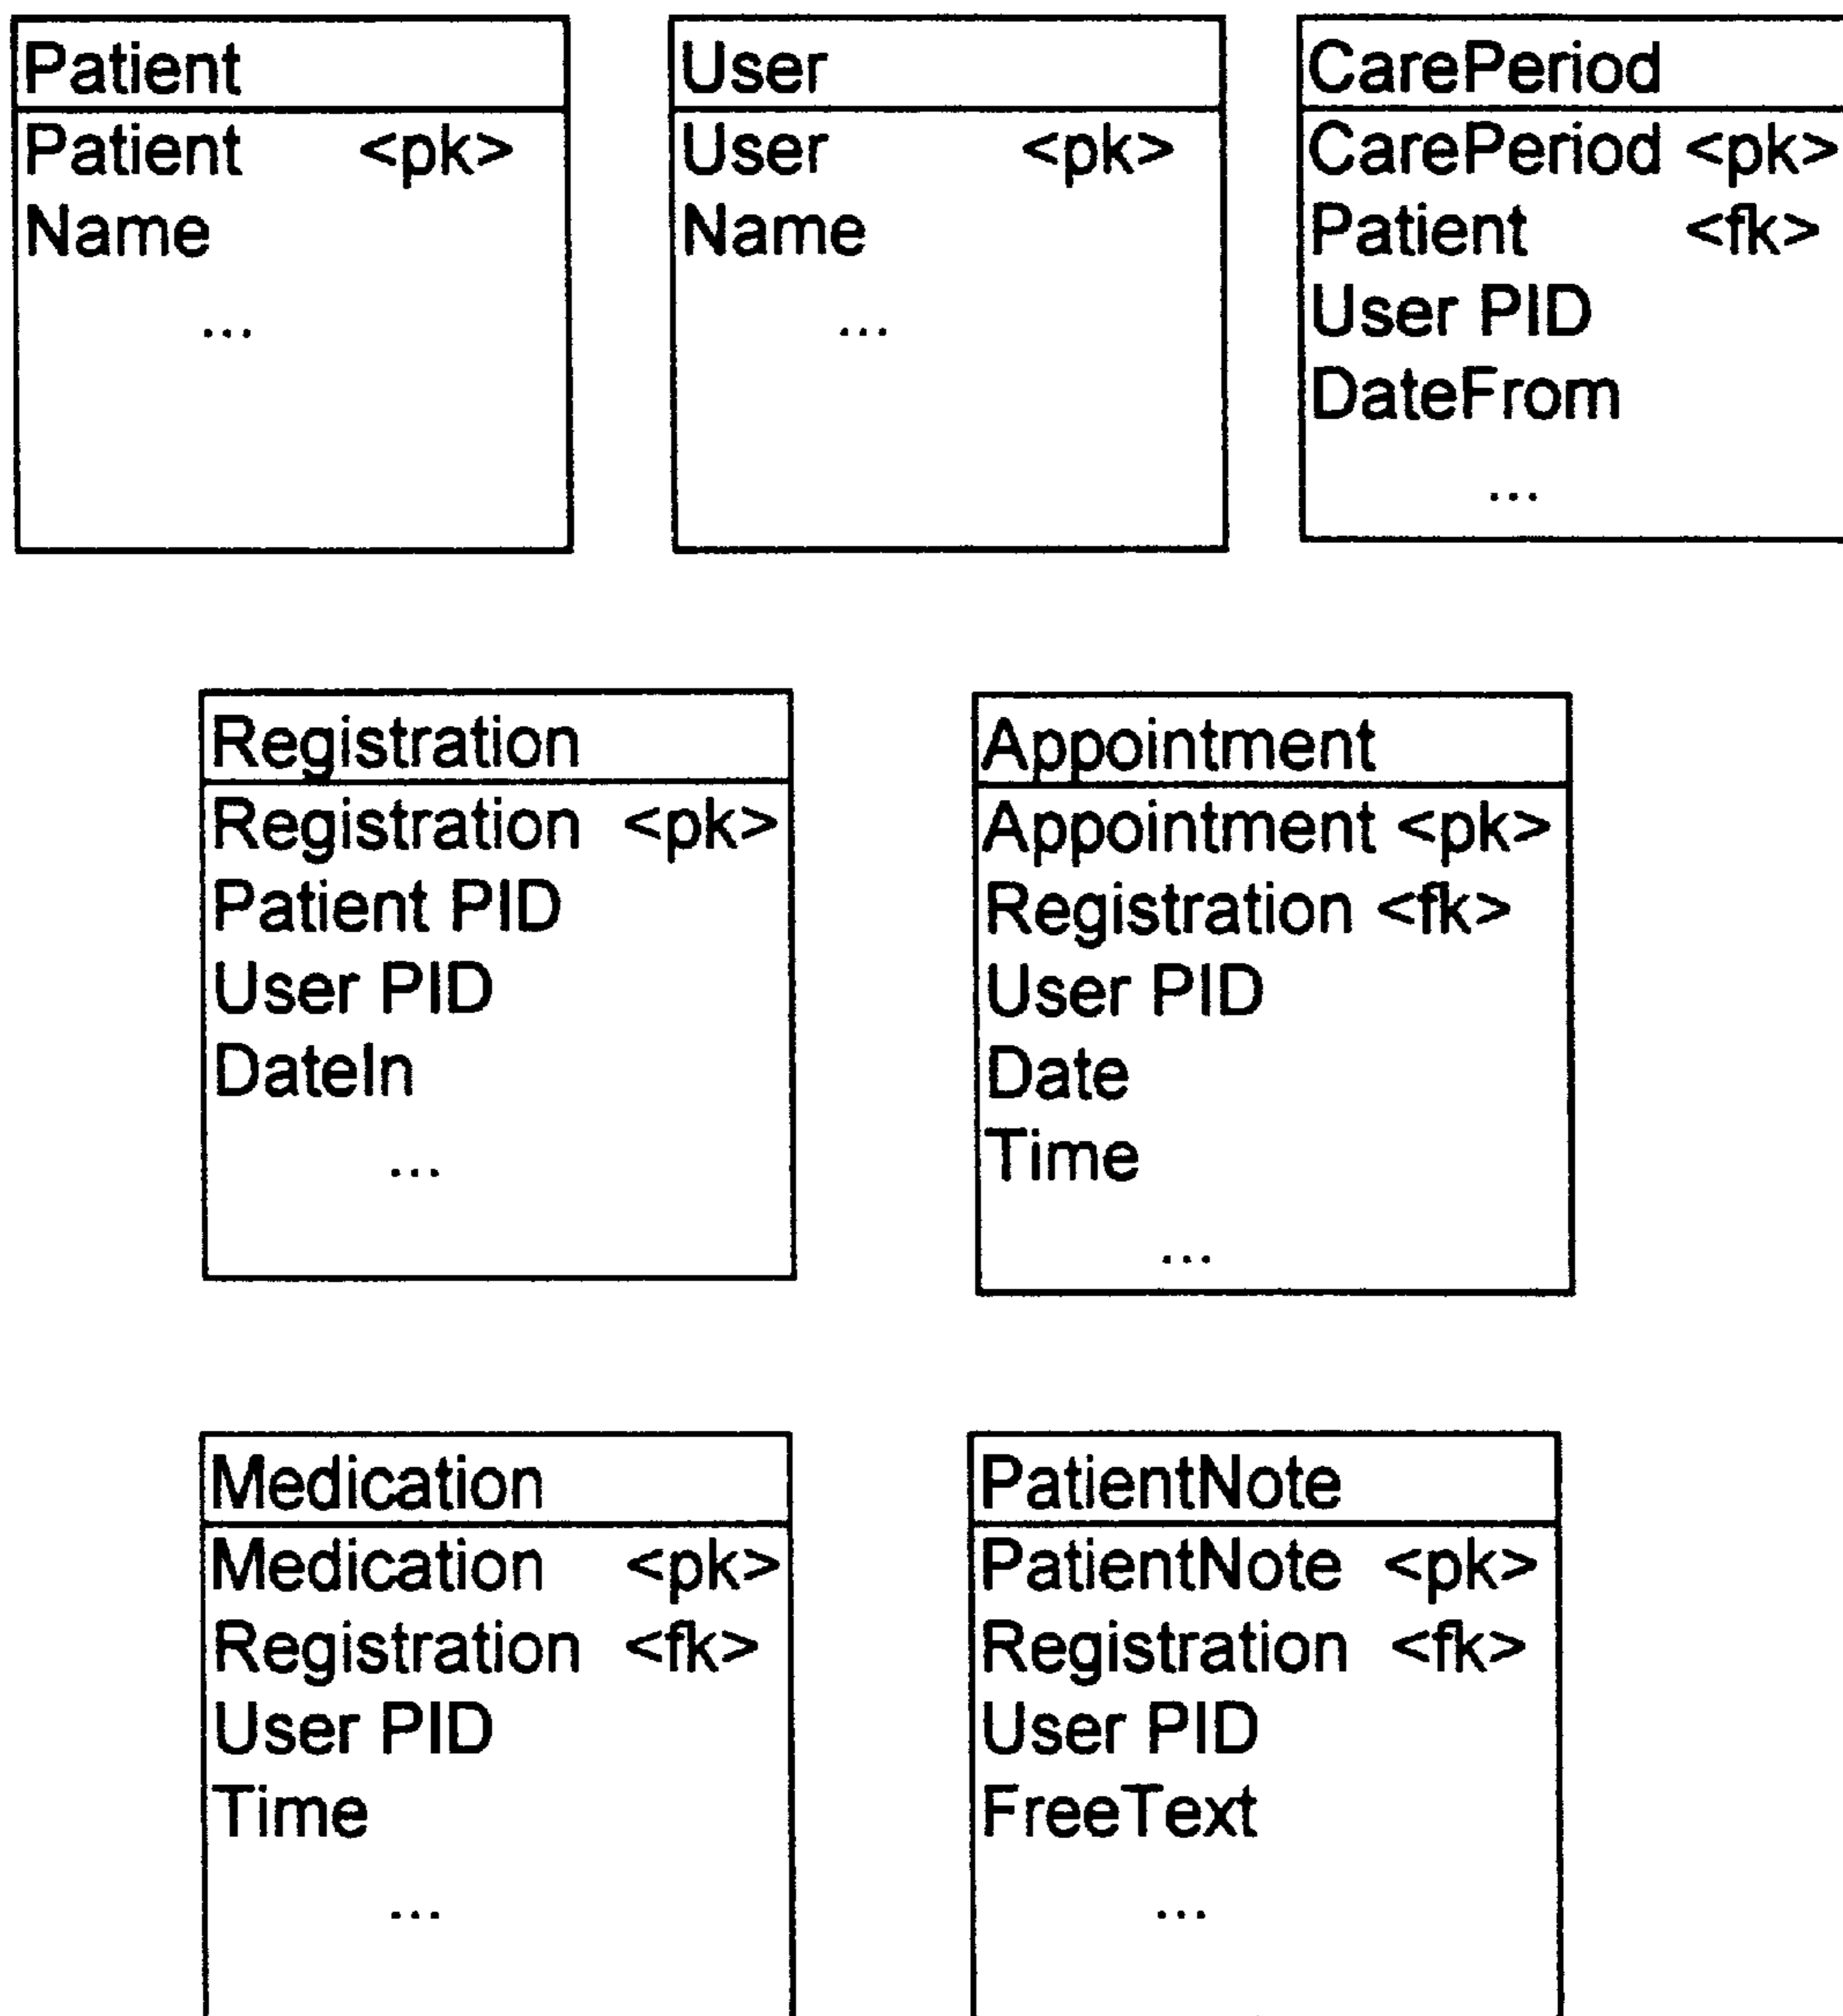 Patient
Patient <pk>
Name
...
User
User <pk>
Name
...
CarePeriod
CarePeriod <pk>
Patient <fk>
User PID
DateFrom
...
Registration
Registration <pk>
Patient PID
User PID
DateIn
...
Appointment
Appointment <pk>
Registration <fk>
User PID
Date
Time
...
Medication
Medication <pk>
Registration <fk>
User PID
Time
...
PatientNote
PatientNote <pk>
Registration <fk>
User PID
FreeText
...